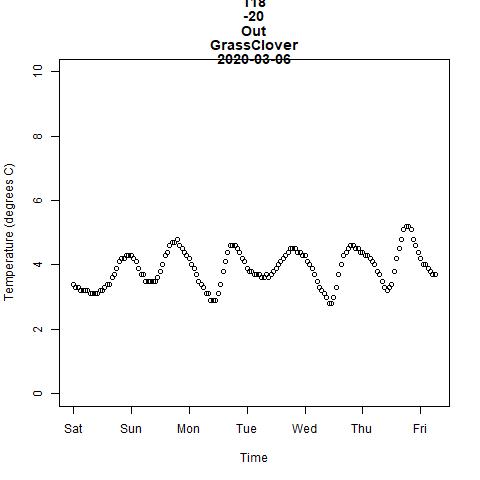 118
-20
Out
GrassClover
2020-03-06
10
8
6
4
2
0
Temperature (degrees C)
Sat Sun Mon Tue Wed Thu Fri
Time